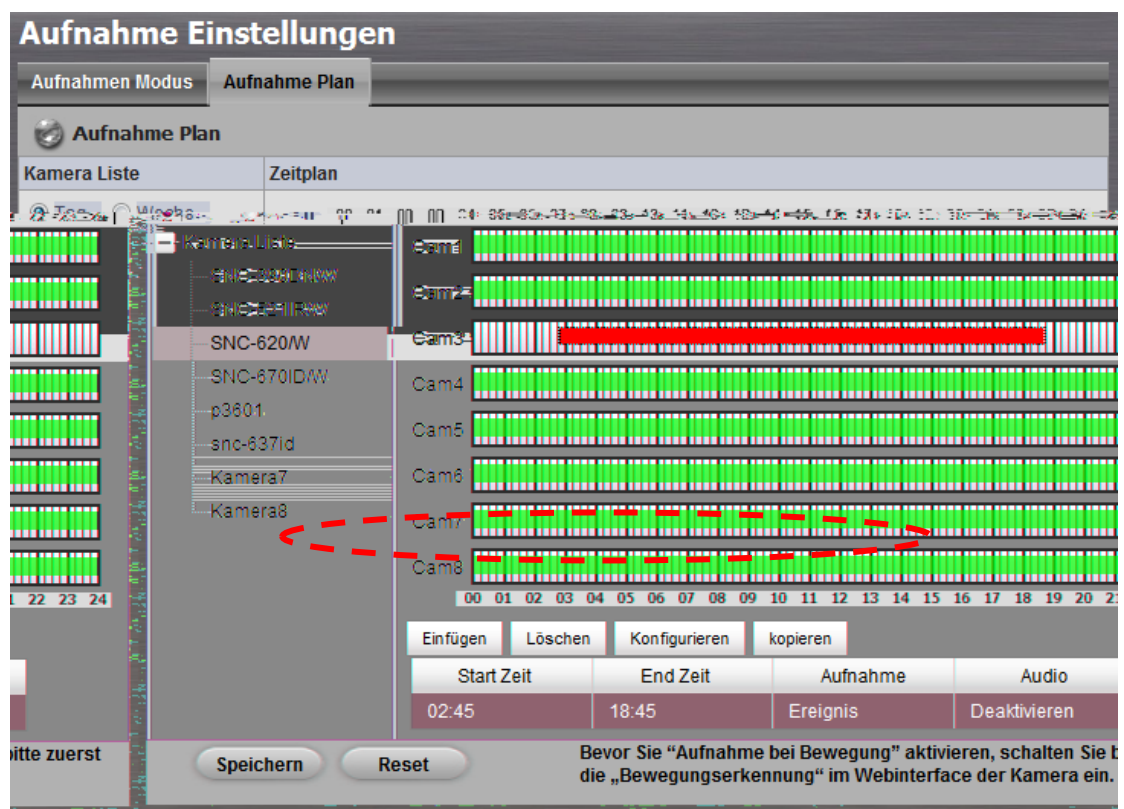 Aufnahme Einstellungen
Aufnahmen Modus Aufnahme Plan
Aufnahme Plan
Kamera Liste Zeitplan
Tag Woche
Kamera Liste
SNC-620/W
SNC-670ID/W
p3601
snc-637id
Kamera7
Kamera8
Cam1
Cam2
Cam3
Cam4
Cam5
Cam6
Cam7
Cam8
22 23 24
00 01 02 03 04 05 06 07 08 09 10 11 12 13 14 15 16 17 18 19 20
Einfügen Löschen Konfigurieren kopieren
Start Zeit End Zeit Aufnahme Audio
02:45 18:45 Ereignis Deaktivieren
bitte zuerst
Speichern Reset
Bevor Sie “Aufnahme bei Bewegung” aktivieren, schalten Sie
die „Bewegungserkennung“ im Webinterface der Kamera ein.